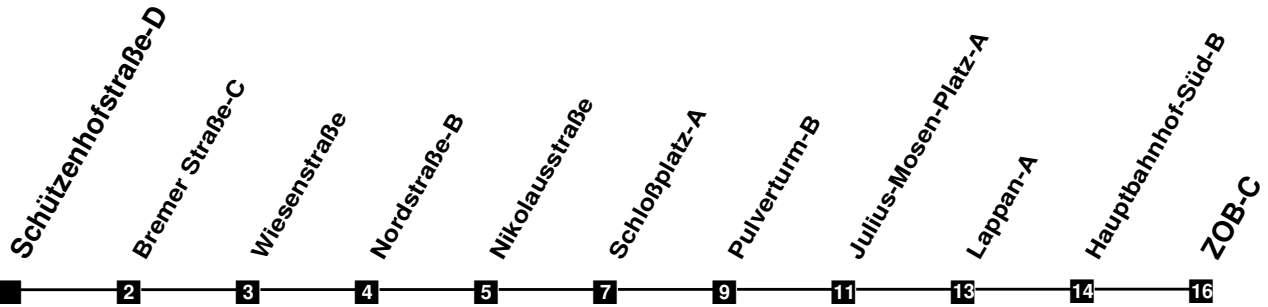 Schützenhofstraße-D
Bremer Straße-C
Wiesenstraße
Nordstraße-B
Nikolausstraße
Schloßplatz-A
Pulverturm-B
Julius-Mosen-Platz-A
Lappan-A
Hauptbahnhof-Süd-B
ZOB-C
2 3 4 5 7 9 11 13 14 16